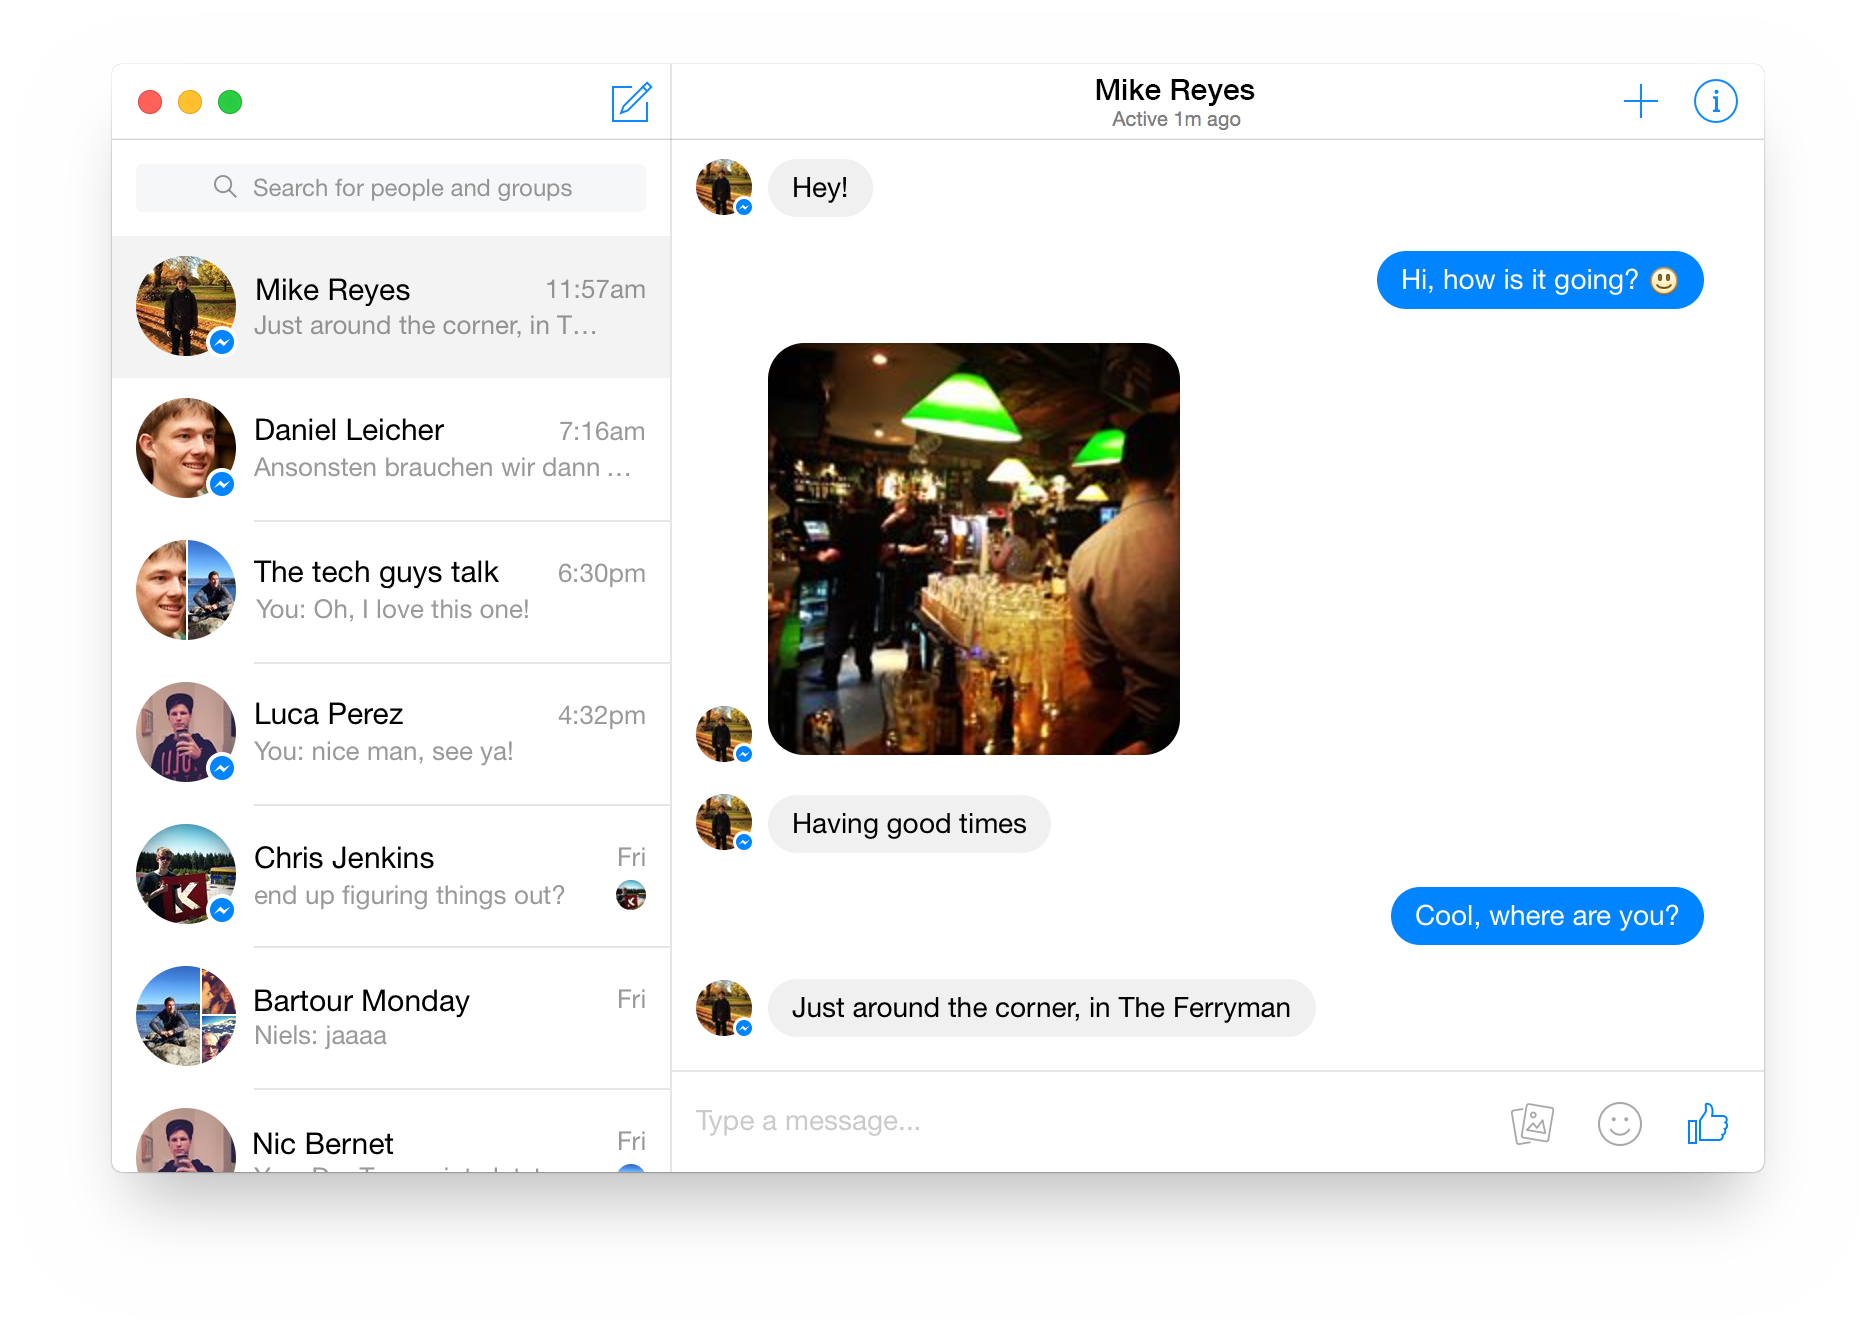 Mike Reyes
Active 1m ago
Search for people and groups
Mike Reyes 11:57am
Just around the corner, in T...
Daniel Leicher 7:16am
Ansonsten brauchen wir dann ...
The tech guys talk 6:30pm
You: Oh, I love this one!
Luca Perez 4:32pm
You: nice man, see ya!
Chris Jenkins Fri
end up figuring things out?
Bartour Monday Fri
Niels: jaaaa
Nic Bernet Fri
Hey!
Hi, how is it going? 😃
Having good times
Cool, where are you?
Just around the corner, in The Ferryman
Type a message...